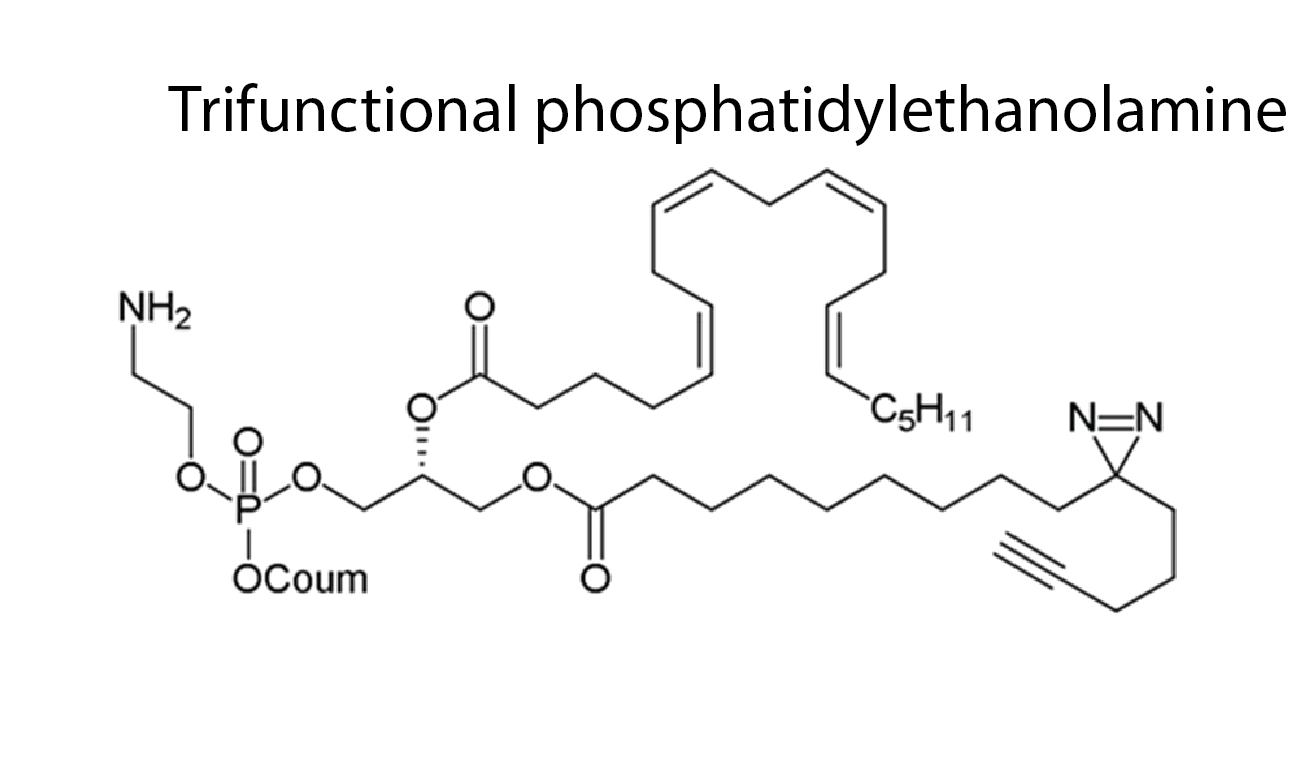 Trifunctional phosphatidylethanolamine
NH₂
O
O
C₅H₁₁
N=N
O
O
O
O
P
OCoum
O